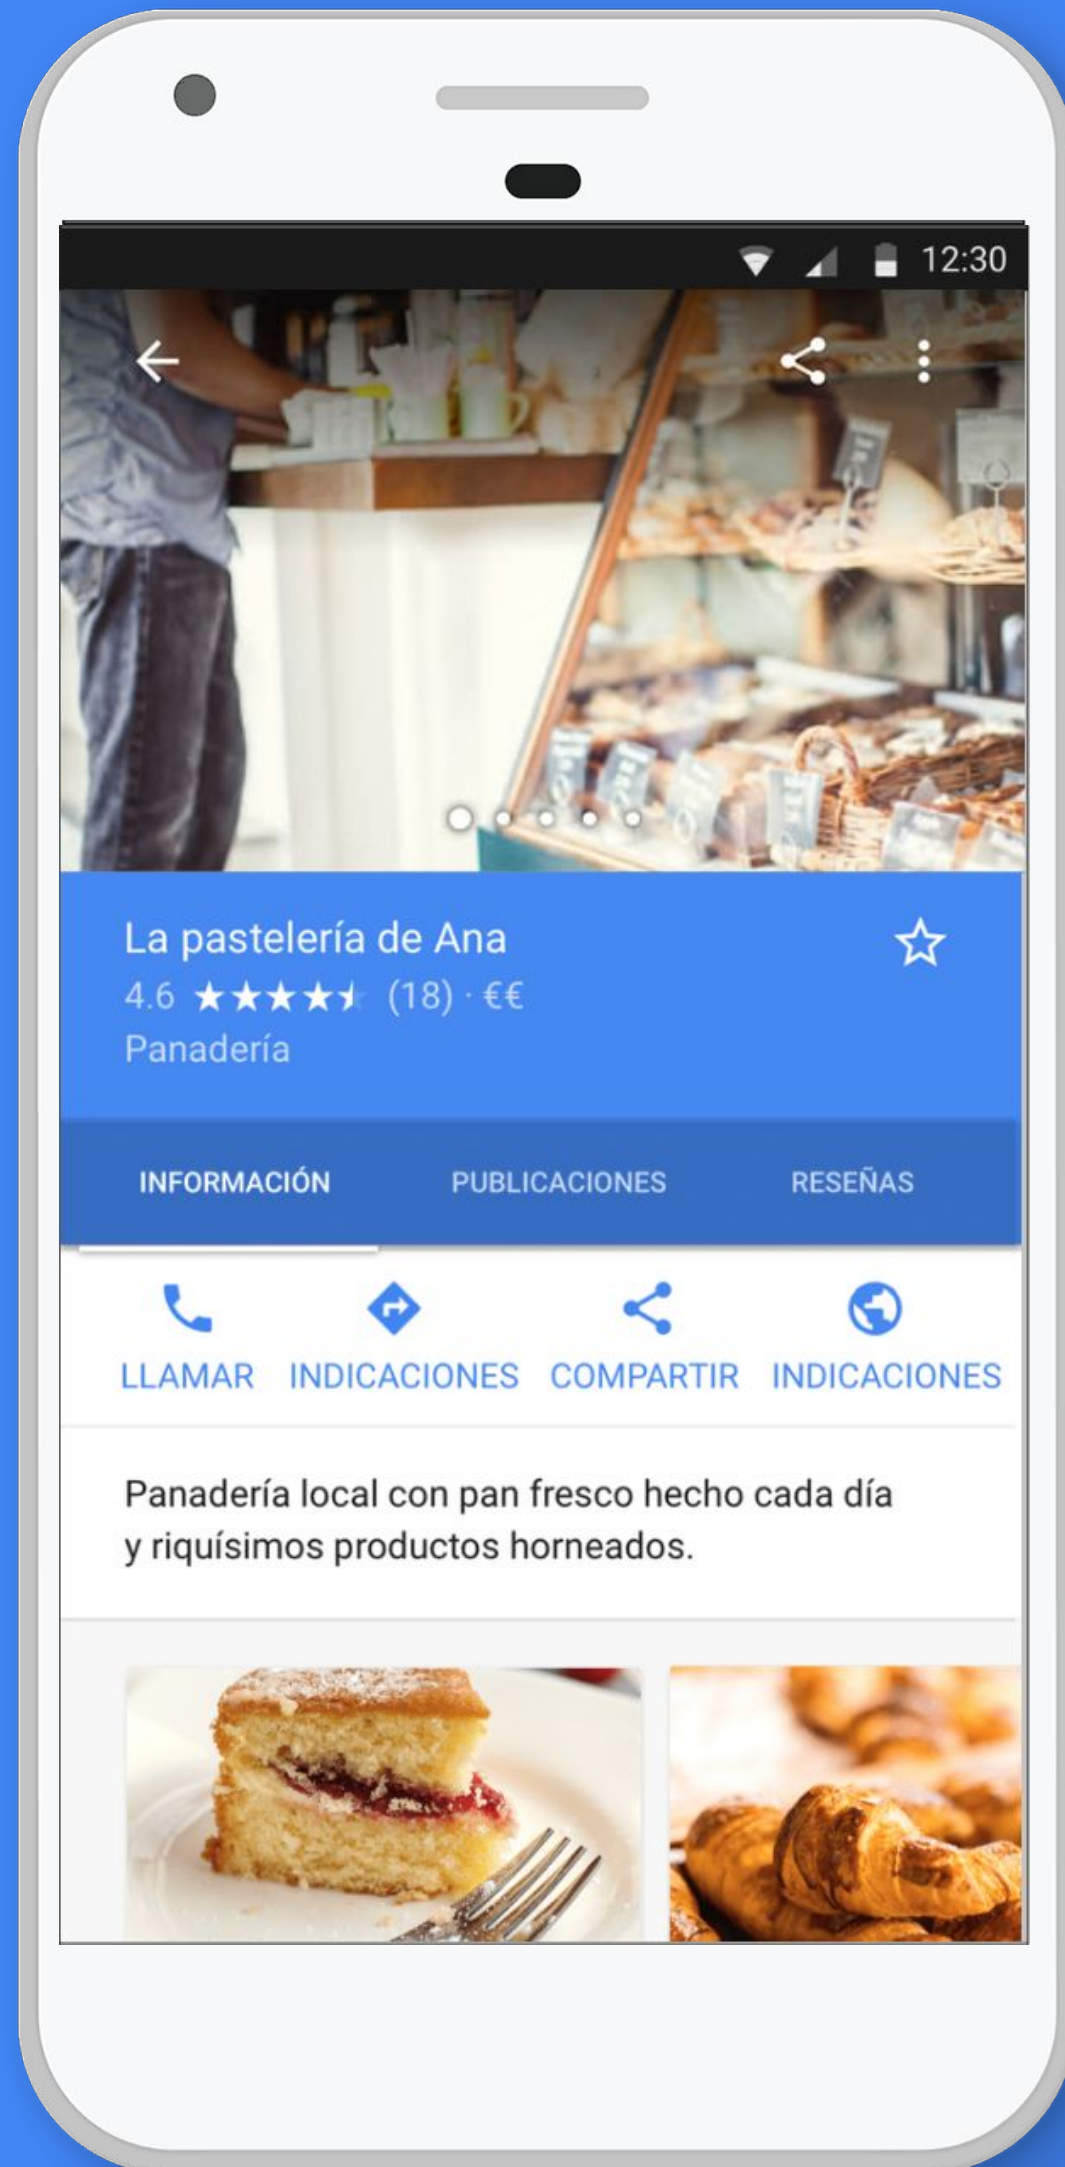 12:30
La pastelería de Ana
4.6 (18) · €€
Panadería
INFORMACIÓN PUBLICACIONES RESEÑAS
LLAMAR INDICACIONES COMPARTIR INDICACIONES
Panadería local con pan fresco hecho cada día
y riquísimos productos horneados.